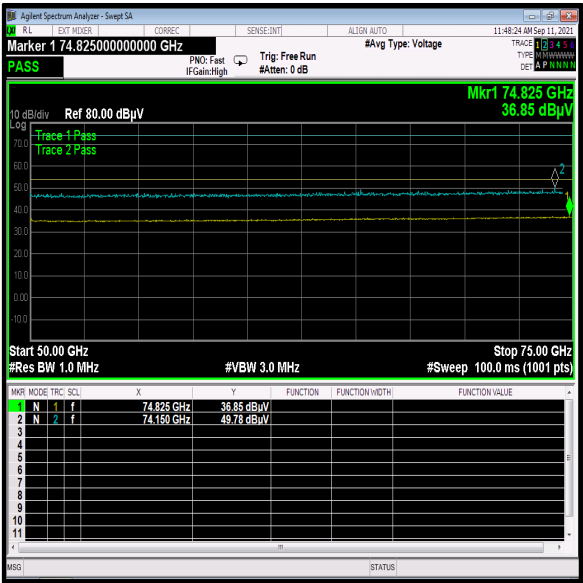 Agilent Spectrum Analyzer - Swept SA
RL EXT MIXER CORREC SENSE:INT ALIGN AUTO 11:48:24 AM Sep 11, 2021
Marker 1 74.825000000000 GHz #Avg Type: Voltage TRACE 1 2 3 4 5 6
PNO: Fast Trig: Free Run TYPE M M W W W W
PASS IFGain:High #Atten: 0 dB DET A P N N N N
Mkr1 74.825 GHz
10 dB/div Ref 80.00 dBµV 36.85 dBµV
Log
Trace 1 Pass
70.0
Trace 2 Pass
60.0
2
50.0
1
40.0
30.0
20.0
10.0
0.00
-10.0
Start 50.00 GHz Stop 75.00 GHz
#Res BW 1.0 MHz #VBW 3.0 MHz #Sweep 100.0 ms (1001 pts)
MKR MODE TRC SCL X Y FUNCTION FUNCTION WIDTH FUNCTION VALUE
1 N 1 f 74.825 GHz 36.85 dBµV
2 N 2 f 74.150 GHz 49.78 dBµV
3
4
5
6
7
8
9
10
11
MSG STATUS